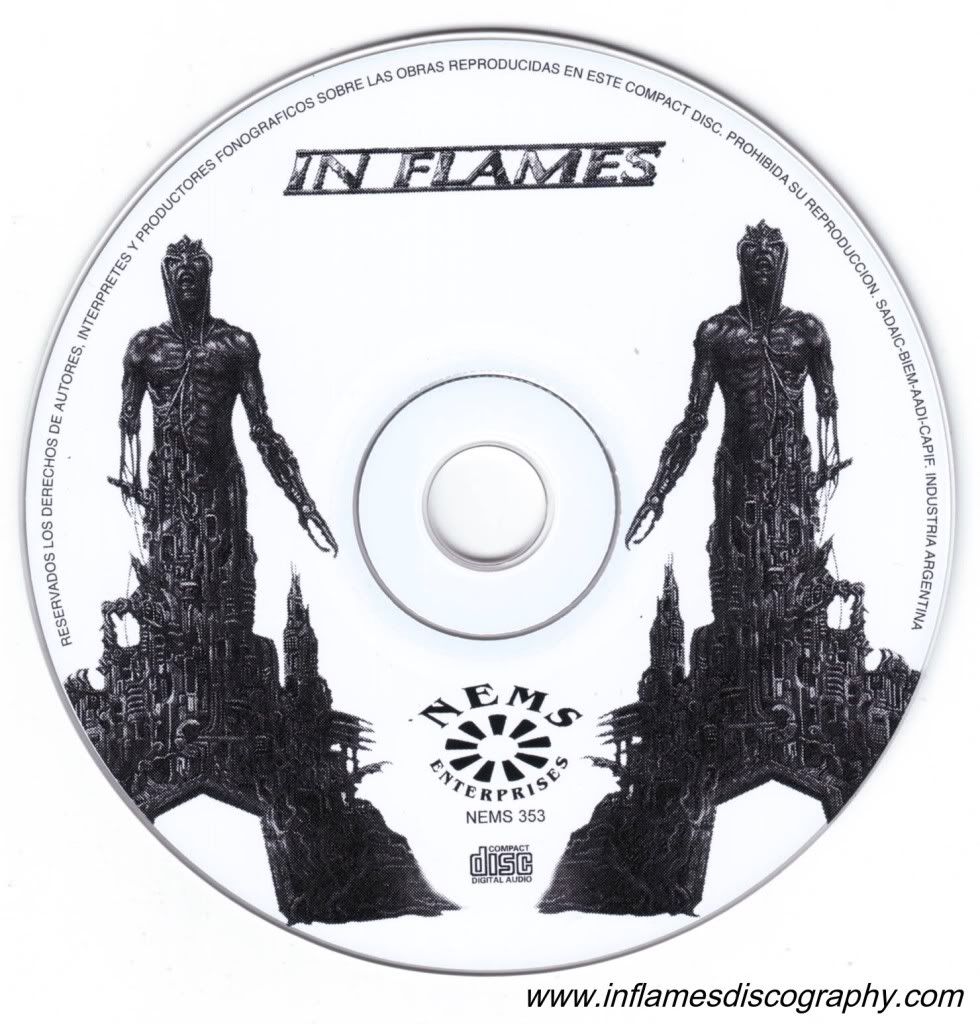 RESERVADOS LOS DERECHOS DE AUTORES, INTERPRETES Y PRODUCTORES FONOGRAFICOS SOBRE LAS OBRAS REPRODUCIDAS EN ESTE COMPACT DISC. PROHIBIDA SU REPRODUCCION. SADAIC-BIEM-AADI-CAPIF. INDUSTRIA ARGENTINA
IN FLAMES
NEMS
ENTERPRISES
NEMS 353
COMPACT
disc
DIGITAL AUDIO
www.inflamesdiscography.com